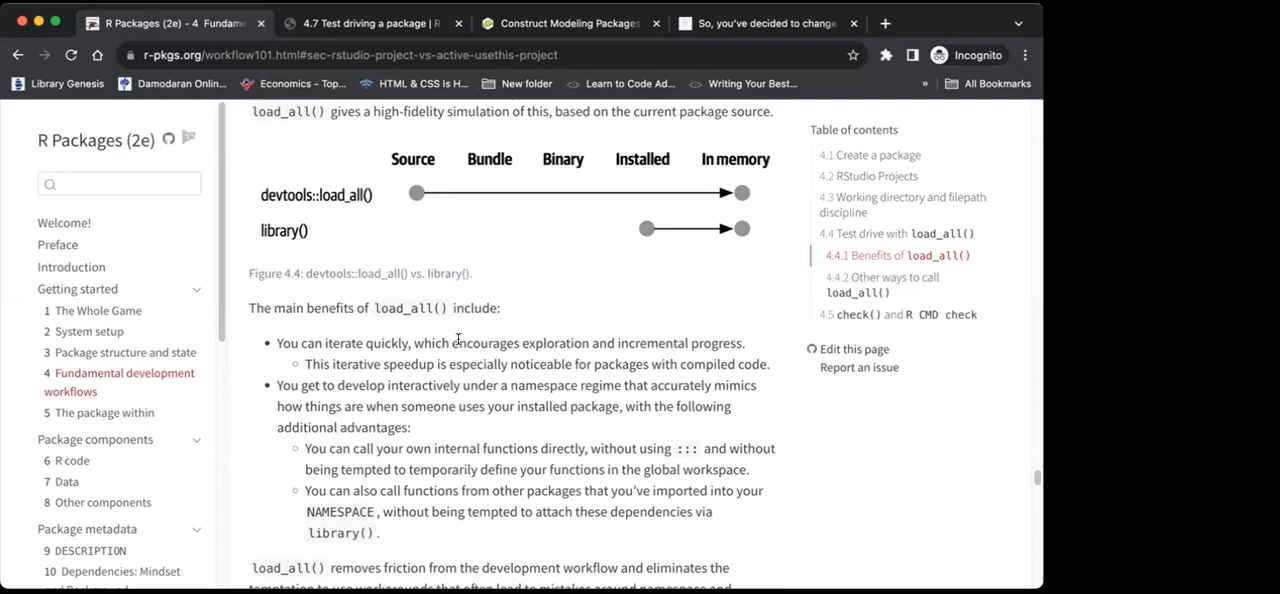 R Packages (2e) - 4 Fundam
4.7 Test driving a package | R
Construct Modeling Packages
So, you've decided to change
r-pkgs.org/workflow101.html#sec-rstudio-project-vs-active-usethis-project
Incognito
Library Genesis
Damodaran Onlin...
Economics - Top...
HTML & CSS Is H...
New folder
Learn to Code Ad...
Writing Your Best...
»
All Bookmarks
R Packages (2e)
Welcome!
Preface
Introduction
Getting started
1 The Whole Game
2 System setup
3 Package structure and state
4 Fundamental development
workflows
5 The package within
Package components
6 R code
7 Data
8 Other components
Package metadata
9 DESCRIPTION
10 Dependencies: Mindset
load_all() gives a high-fidelity simulation of this, based on the current package source.
Source Bundle Binary Installed In memory
devtools::load_all()
library()
Figure 4.4: devtools::load_all() vs. library().
The main benefits of load_all() include:
• You can iterate quickly, which encourages exploration and incremental progress.
○ This iterative speedup is especially noticeable for packages with compiled code.
• You get to develop interactively under a namespace regime that accurately mimics
how things are when someone uses your installed package, with the following
additional advantages:
○ You can call your own internal functions directly, without using ::: and without
being tempted to temporarily define your functions in the global workspace.
○ You can also call functions from other packages that you've imported into your
NAMESPACE, without being tempted to attach these dependencies via
library().
load_all() removes friction from the development workflow and eliminates the
Table of contents
4.1 Create a package
4.2 RStudio Projects
4.3 Working directory and filepath
discipline
4.4 Test drive with load_all()
4.4.1 Benefits of load_all()
4.4.2 Other ways to call
load_all()
4.5 check() and R CMD check
Edit this page
Report an issue